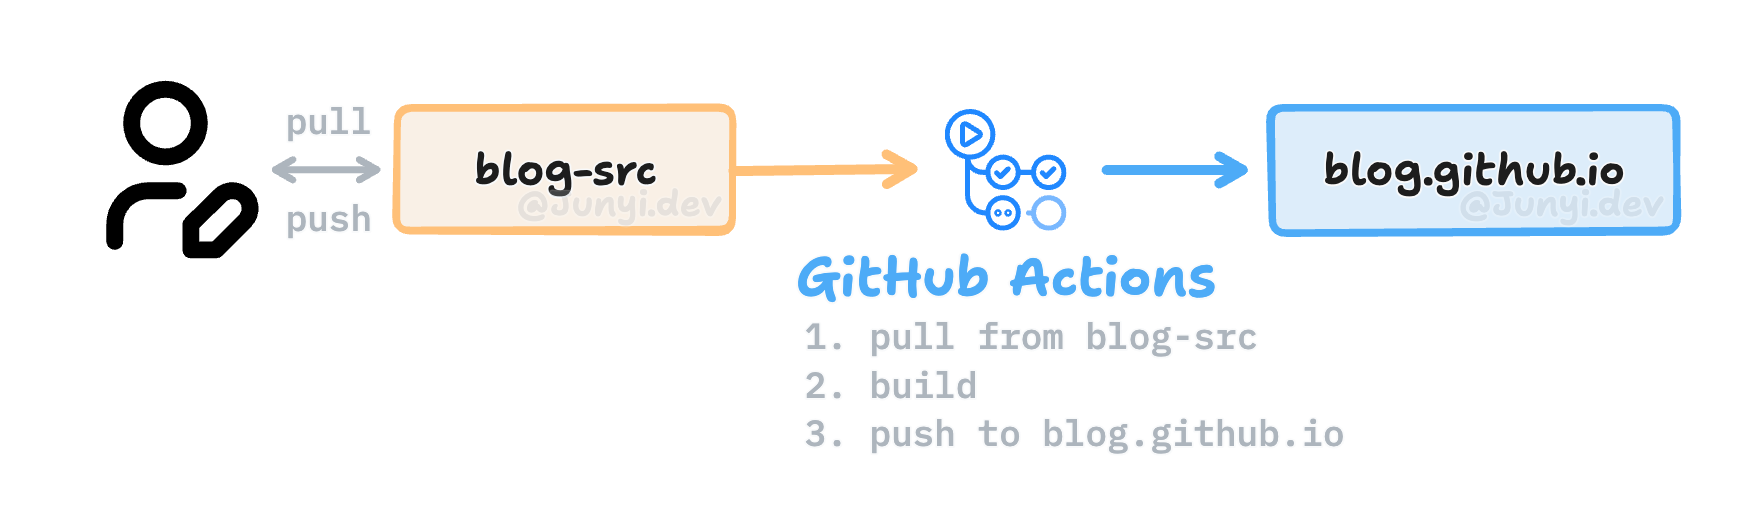 pull
push
blog-src
@Junyi.dev
GitHub Actions
1. pull from blog-src
2. build
3. push to blog.github.io
blog.github.io
@Junyi.dev